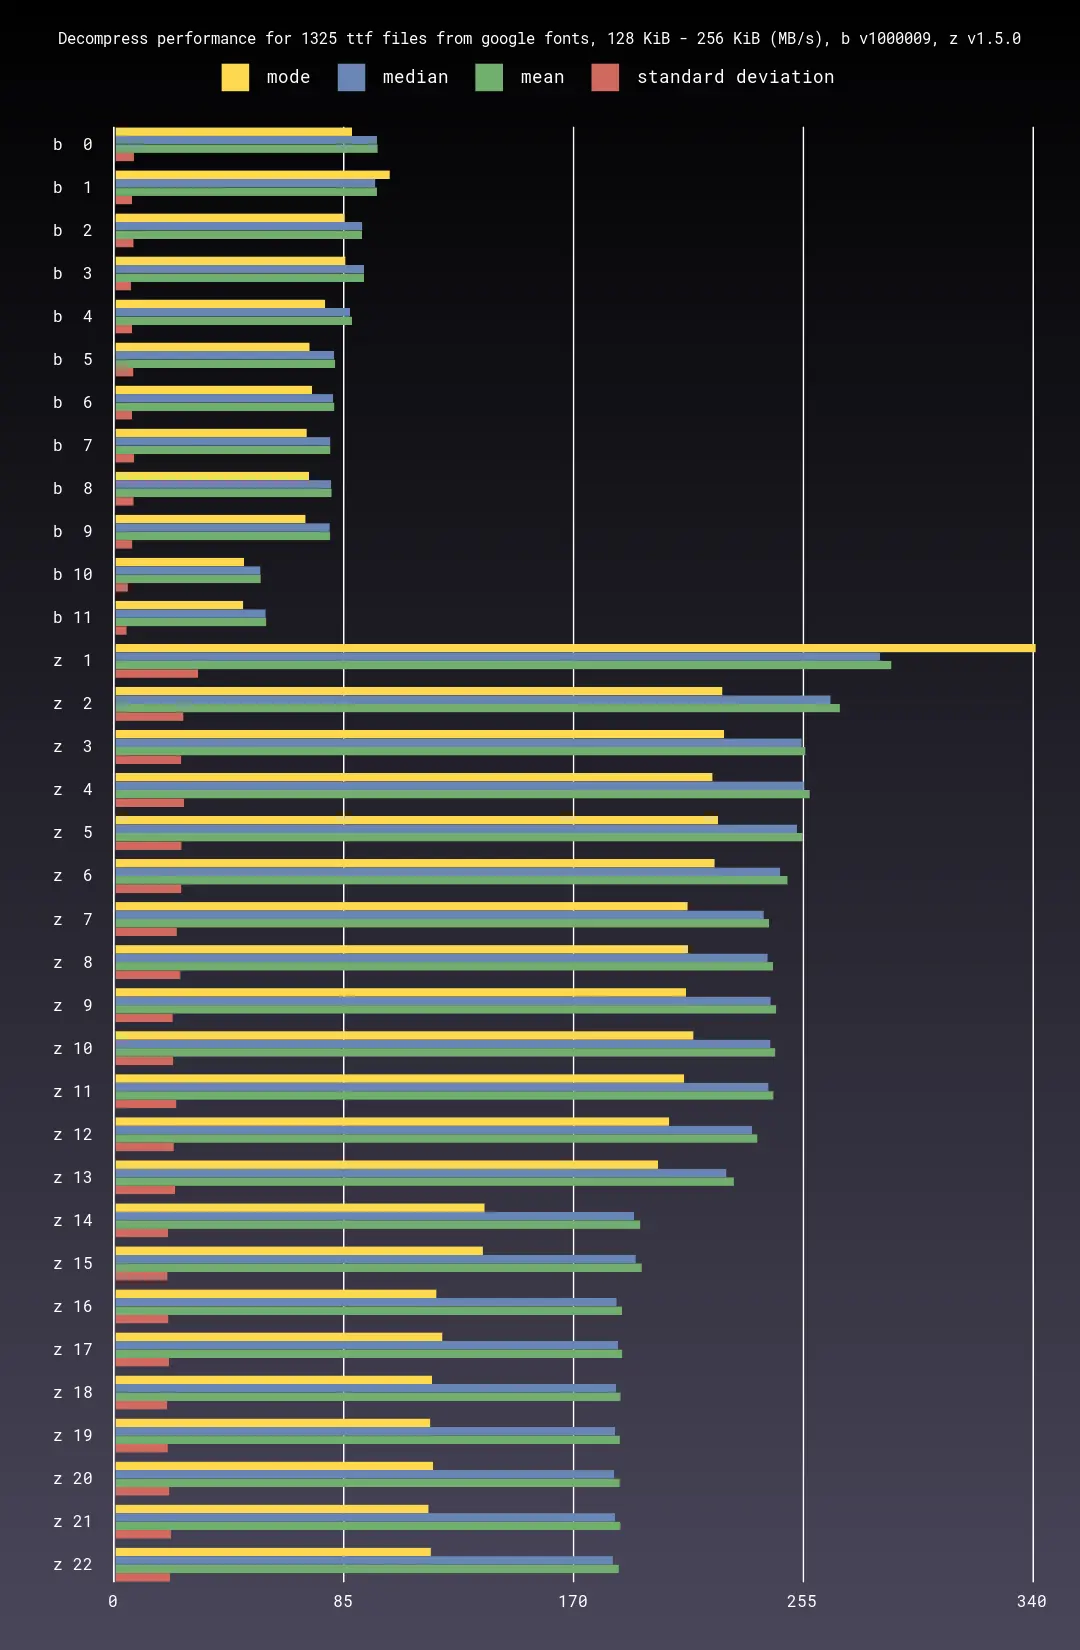 Decompress performance for 1325 ttf files from google fonts, 128 KiB - 256 KiB (MB/s), b v1000009, z v1.5.0
mode median mean standard deviation
b 0
b 1
b 2
b 3
b 4
b 5
b 6
b 7
b 8
b 9
b 10
b 11
z 1
z 2
z 3
z 4
z 5
z 6
z 7
z 8
z 9
z 10
z 11
z 12
z 13
z 14
z 15
z 16
z 17
z 18
z 19
z 20
z 21
z 22
0 85 170 255 340